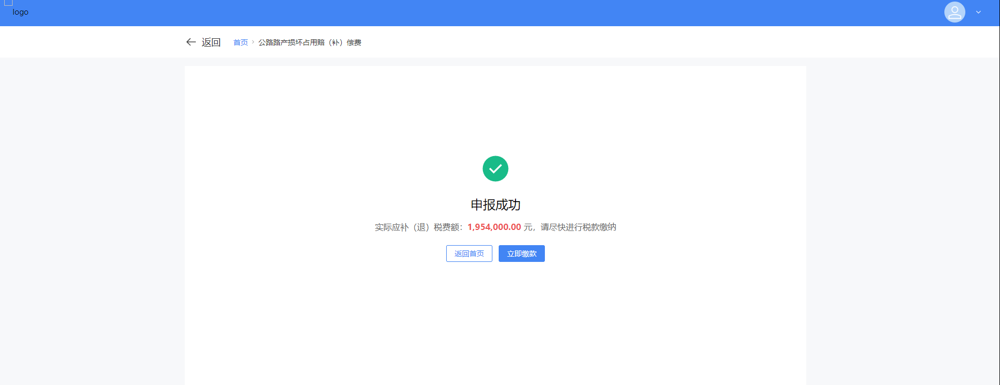 logo
返回
首页 > 公路路产损坏占用赔（补）偿费
申报成功
实际应补（退）税费额：1,954,000.00 元，请尽快进行税款缴纳
返回首页
立即缴款